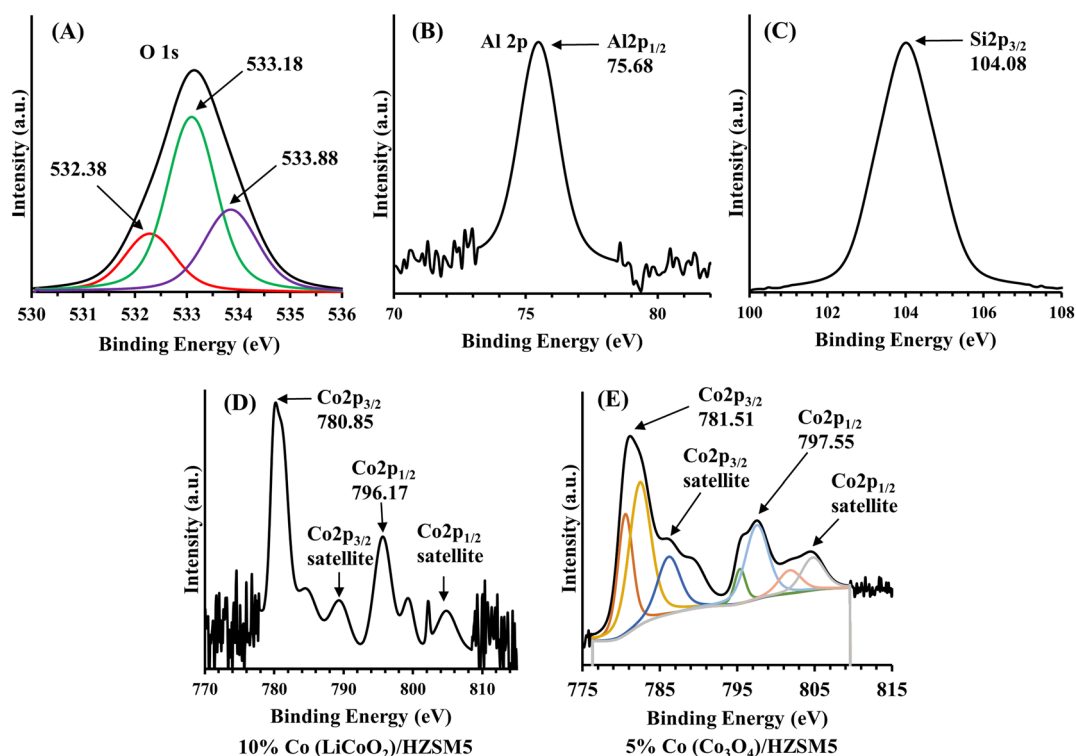 (A)
O 1s
533.18
532.38
533.88
Intensity (a.u.)
530 531 532 533 534 535 536
Binding Energy (eV)
(B)
Al 2p
Al2p1/2
75.68
Intensity (a.u.)
70 75 80
Binding Energy (eV)
(C)
Si2p3/2
104.08
Intensity (a.u.)
100 102 104 106 108
Binding Energy (eV)
(D)
Co2p3/2
780.85
Co2p1/2
796.17
Co2p3/2
satellite
Co2p1/2
satellite
Intensity (a.u.)
770 780 790 800 810
Binding Energy (eV)
10% Co (LiCoO2)/HZSM5
(E)
Co2p3/2
781.51
Co2p1/2
797.55
Co2p3/2
satellite
Co2p1/2
satellite
Intensity (a.u.)
775 785 795 805 815
Binding Energy (eV)
5% Co (Co3O4)/HZSM5